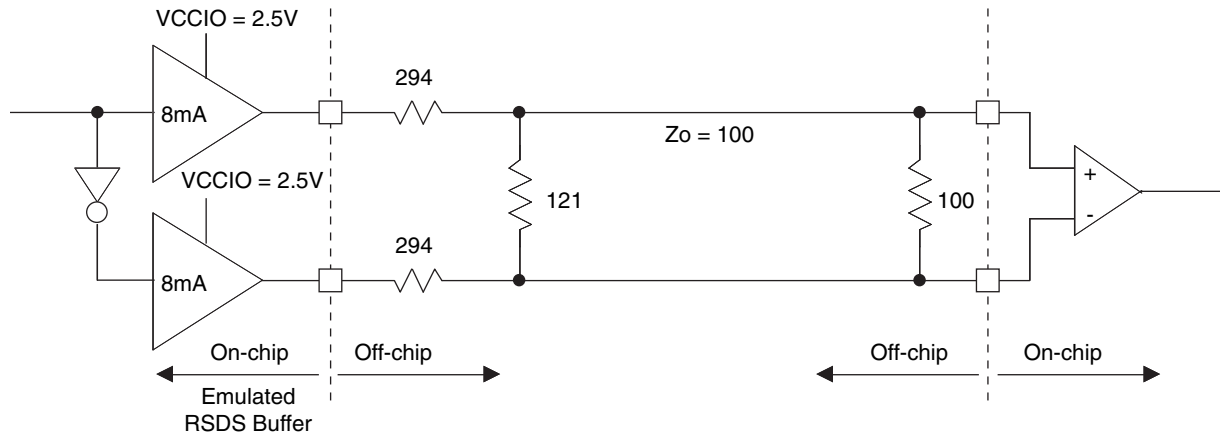 VCCIO = 2.5V
8mA
294
Zo = 100
VCCIO = 2.5V
121
100
+
-
8mA
294
On-chip
Off-chip
Off-chip
On-chip
Emulated
RSDS Buffer